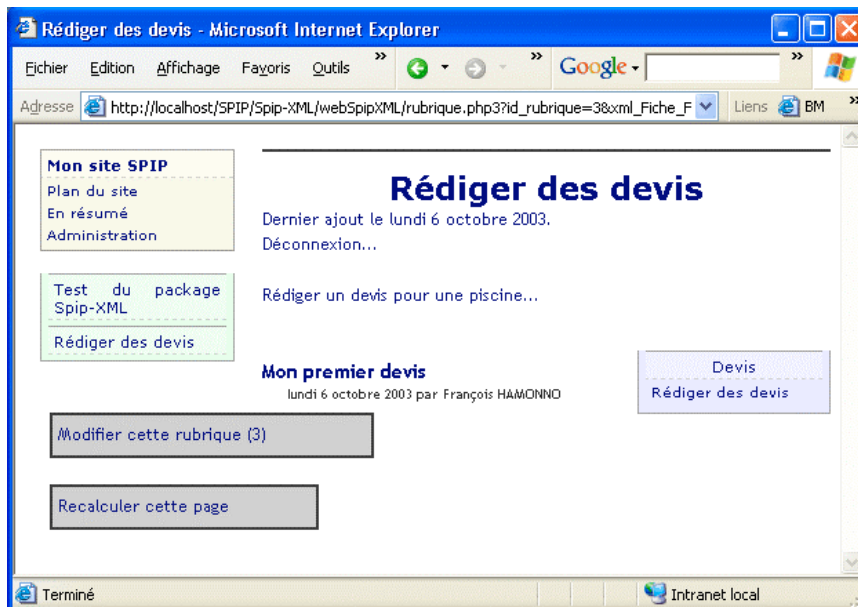 Rédiger des devis - Microsoft Internet Explorer
Fichier Edition Affichage Favoris Outils » » Google »
Adresse http://localhost/SPIP/Spip-XML/webSpipXML/rubrique.php3?id_rubrique=3&xml_Fiche_F Liens BM »
Mon site SPIP
Plan du site
En résumé
Administration
Test du package
Spip-XML
Rédiger des devis
Rédiger des devis
Dernier ajout le lundi 6 octobre 2003.
Déconnexion...
Rédiger un devis pour une piscine...
Mon premier devis
lundi 6 octobre 2003 par François HAMONNO
Devis
Rédiger des devis
Modifier cette rubrique (3)
Recalculer cette page
Terminé Intranet local